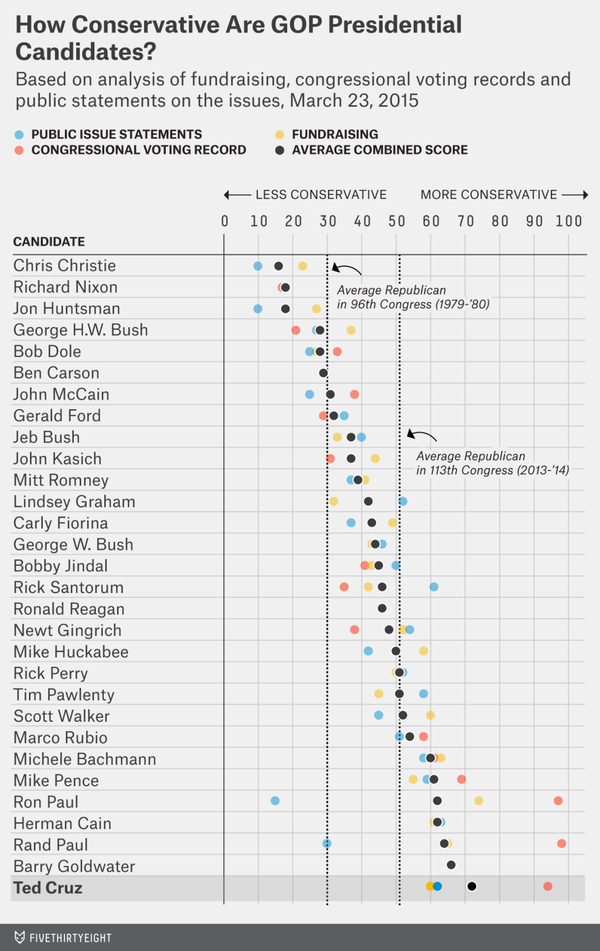 How Conservative Are GOP Presidential
Candidates?
Based on analysis of fundraising, congressional voting records and
public statements on the issues, March 23, 2015
PUBLIC ISSUE STATEMENTS
FUNDRAISING
CONGRESSIONAL VOTING RECORD
AVERAGE COMBINED SCORE
LESS CONSERVATIVE
MORE CONSERVATIVE
0 10 20 30 40 50 60 70 80 90 100
CANDIDATE
Chris Christie
Average Republican
in 96th Congress (1979-'80)
Richard Nixon
Jon Huntsman
George H.W. Bush
Bob Dole
Ben Carson
John McCain
Gerald Ford
Jeb Bush
Average Republican
in 113th Congress (2013-'14)
John Kasich
Mitt Romney
Lindsey Graham
Carly Fiorina
George W. Bush
Bobby Jindal
Rick Santorum
Ronald Reagan
Newt Gingrich
Mike Huckabee
Rick Perry
Tim Pawlenty
Scott Walker
Marco Rubio
Michele Bachmann
Mike Pence
Ron Paul
Herman Cain
Rand Paul
Barry Goldwater
Ted Cruz
FIVETHIRTYEIGHT